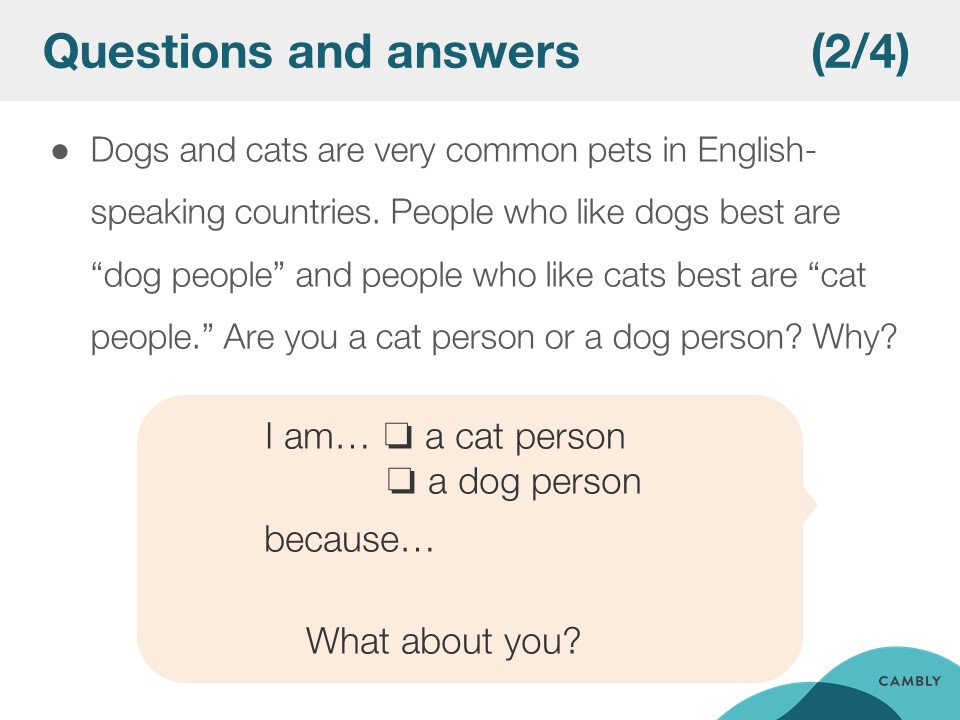 Questions and answers (2/4)
● Dogs and cats are very common pets in English-
speaking countries. People who like dogs best are
“dog people” and people who like cats best are “cat
people.” Are you a cat person or a dog person? Why?
I am… ❏ a cat person
❏ a dog person
because…
What about you?
CAMBLY